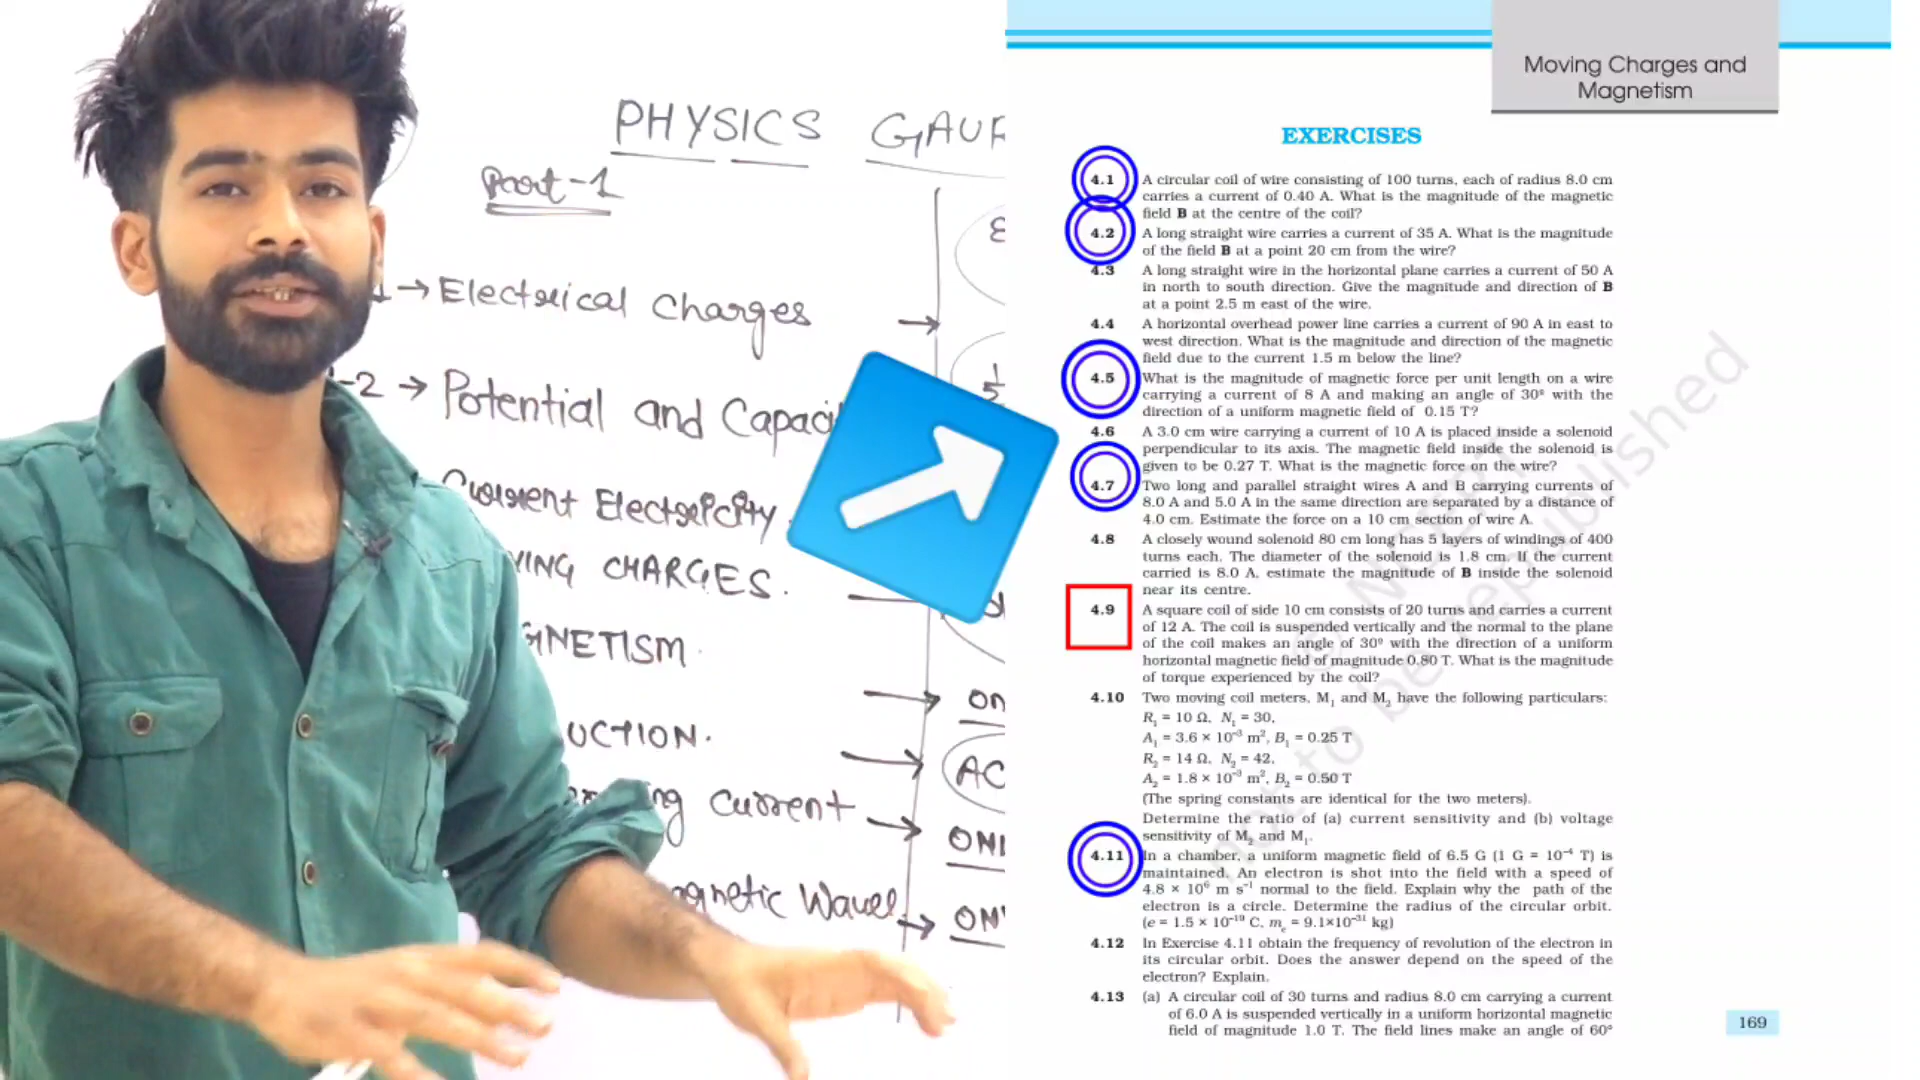 PHYSICS GAUR
Part-1
1 → Electrical Charges
-2 → Potential and Capaci
Current Electricity
VING CHARGES.
GNETISM.
UCTION.
ng Current
gnetic Waves
ON
AC
ON
ON
Moving Charges and
Magnetism
EXERCISES
4.1 A circular coil of wire consisting of 100 turns, each of radius 8.0 cm
carries a current of 0.40 A. What is the magnitude of the magnetic
field B at the centre of the coil?
4.2 A long straight wire carries a current of 35 A. What is the magnitude
of the field B at a point 20 cm from the wire?
4.3 A long straight wire in the horizontal plane carries a current of 50 A
in north to south direction. Give the magnitude and direction of B
at a point 2.5 m east of the wire.
4.4 A horizontal overhead power line carries a current of 90 A in east to
west direction. What is the magnitude and direction of the magnetic
field due to the current 1.5 m below the line?
4.5 What is the magnitude of magnetic force per unit length on a wire
carrying a current of 8 A and making an angle of 30º with the
direction of a uniform magnetic field of 0.15 T?
4.6 A 3.0 cm wire carrying a current of 10 A is placed inside a solenoid
perpendicular to its axis. The magnetic field inside the solenoid is
given to be 0.27 T. What is the magnetic force on the wire?
4.7 Two long and parallel straight wires A and B carrying currents of
8.0 A and 5.0 A in the same direction are separated by a distance of
4.0 cm. Estimate the force on a 10 cm section of wire A.
4.8 A closely wound solenoid 80 cm long has 5 layers of windings of 400
turns each. The diameter of the solenoid is 1.8 cm. If the current
carried is 8.0 A, estimate the magnitude of B inside the solenoid
near its centre.
4.9 A square coil of side 10 cm consists of 20 turns and carries a current
of 12 A. The coil is suspended vertically and the normal to the plane
of the coil makes an angle of 30º with the direction of a uniform
horizontal magnetic field of magnitude 0.80 T. What is the magnitude
of torque experienced by the coil?
4.10 Two moving coil meters, M₁ and M₂ have the following particulars:
R₁ = 10 Ω, N₁ = 30,
A₁ = 3.6 × 10⁻³ m², B₁ = 0.25 T
R₂ = 14 Ω, N₂ = 42,
A₂ = 1.8 × 10⁻³ m², B₂ = 0.50 T
(The spring constants are identical for the two meters).
Determine the ratio of (a) current sensitivity and (b) voltage
sensitivity of M₂ and M₁.
4.11 In a chamber, a uniform magnetic field of 6.5 G (1 G = 10⁻⁴ T) is
maintained. An electron is shot into the field with a speed of
4.8 × 10⁶ m s⁻¹ normal to the field. Explain why the path of the
electron is a circle. Determine the radius of the circular orbit.
(e = 1.5 × 10⁻¹⁹ C, mₑ = 9.1×10⁻³¹ kg)
4.12 In Exercise 4.11 obtain the frequency of revolution of the electron in
its circular orbit. Does the answer depend on the speed of the
electron? Explain.
4.13 (a) A circular coil of 30 turns and radius 8.0 cm carrying a current
of 6.0 A is suspended vertically in a uniform horizontal magnetic
field of magnitude 1.0 T. The field lines make an angle of 60°
169
© NCERT
not to be republished